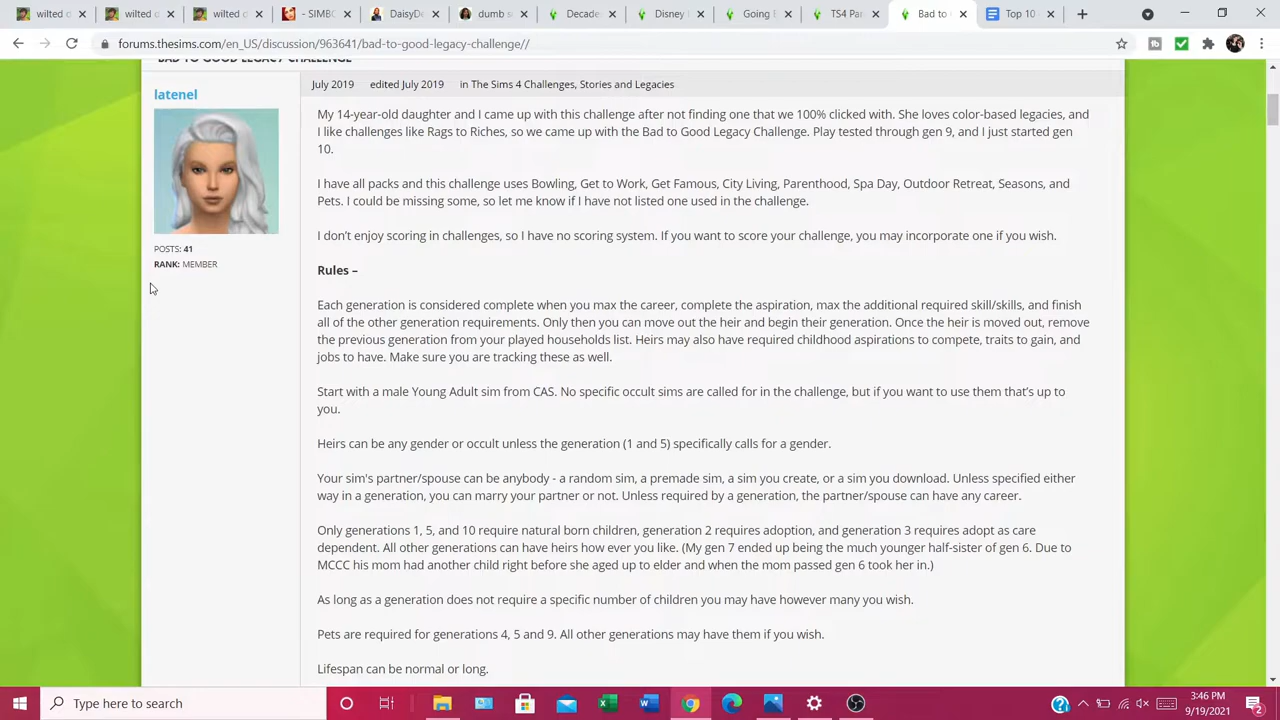 wilted d
wilted d
wilted d
- SIMBC
DaisyDe
dumb s
Decade
Disney I
Going E
TS4 Par
Bad to
Top 10
forums.thesims.com/en_US/discussion/963641/bad-to-good-legacy-challenge//
BAD TO GOOD LEGACY CHALLENGE
latenel
July 2019 edited July 2019 in The Sims 4 Challenges, Stories and Legacies
My 14-year-old daughter and I came up with this challenge after not finding one that we 100% clicked with. She loves color-based legacies, and
I like challenges like Rags to Riches, so we came up with the Bad to Good Legacy Challenge. Play tested through gen 9, and I just started gen
10.
I have all packs and this challenge uses Bowling, Get to Work, Get Famous, City Living, Parenthood, Spa Day, Outdoor Retreat, Seasons, and
Pets. I could be missing some, so let me know if I have not listed one used in the challenge.
I don't enjoy scoring in challenges, so I have no scoring system. If you want to score your challenge, you may incorporate one if you wish.
POSTS: 41
RANK: MEMBER
Rules –
Each generation is considered complete when you max the career, complete the aspiration, max the additional required skill/skills, and finish
all of the other generation requirements. Only then you can move out the heir and begin their generation. Once the heir is moved out, remove
the previous generation from your played households list. Heirs may also have required childhood aspirations to compete, traits to gain, and
jobs to have. Make sure you are tracking these as well.
Start with a male Young Adult sim from CAS. No specific occult sims are called for in the challenge, but if you want to use them that's up to
you.
Heirs can be any gender or occult unless the generation (1 and 5) specifically calls for a gender.
Your sim's partner/spouse can be anybody - a random sim, a premade sim, a sim you create, or a sim you download. Unless specified either
way in a generation, you can marry your partner or not. Unless required by a generation, the partner/spouse can have any career.
Only generations 1, 5, and 10 require natural born children, generation 2 requires adoption, and generation 3 requires adopt as care
dependent. All other generations can have heirs how ever you like. (My gen 7 ended up being the much younger half-sister of gen 6. Due to
MCCC his mom had another child right before she aged up to elder and when the mom passed gen 6 took her in.)
As long as a generation does not require a specific number of children you may have however many you wish.
Pets are required for generations 4, 5 and 9. All other generations may have them if you wish.
Lifespan can be normal or long.
Type here to search
3:46 PM
9/19/2021
2